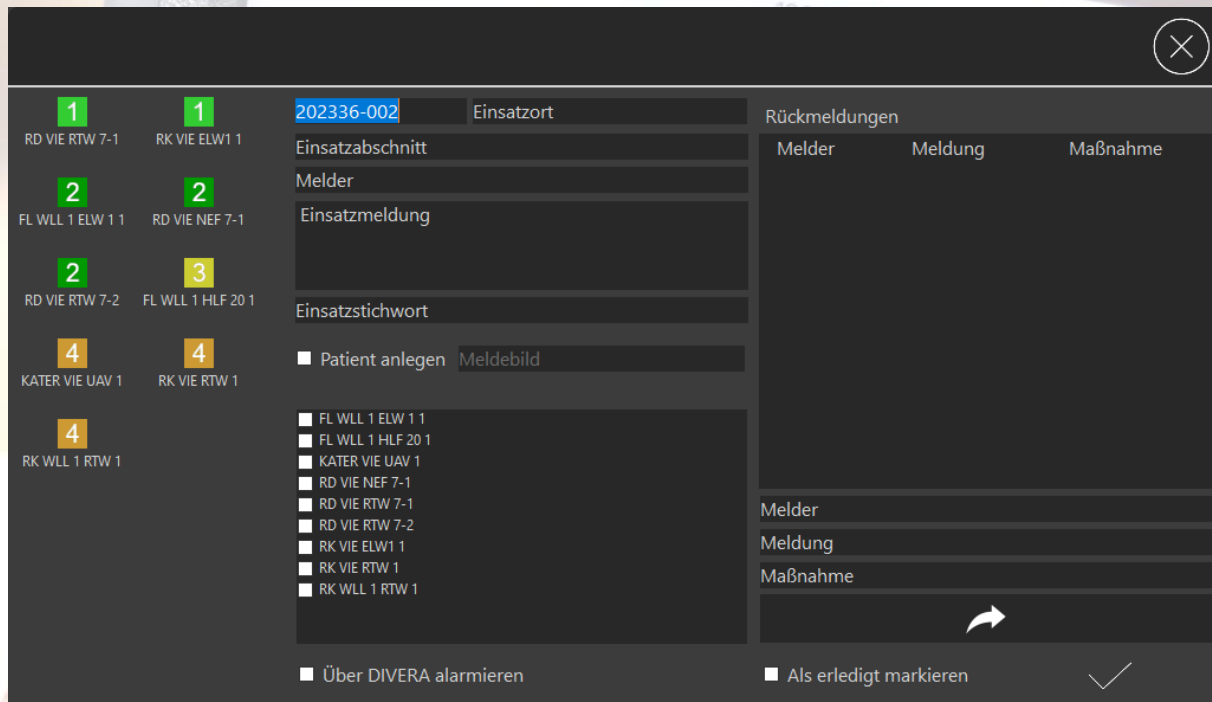 1 1
RD VIE RTW 7-1 RK VIE ELW1 1
2 2
FL WLL 1 ELW 1 1 RD VIE NEF 7-1
2 3
RD VIE RTW 7-2 FL WLL 1 HLF 20 1
4 4
KATER VIE UAV 1 RK VIE RTW 1
4
RK WLL 1 RTW 1
202336-002 Einsatzort
Einsatzabschnitt
Melder
Einsatzmeldung
Einsatzstichwort
Patient anlegen Meldebild
FL WLL 1 ELW 1 1
FL WLL 1 HLF 20 1
KATER VIE UAV 1
RD VIE NEF 7-1
RD VIE RTW 7-1
RD VIE RTW 7-2
RK VIE ELW1 1
RK VIE RTW 1
RK WLL 1 RTW 1
Über DIVERA alarmieren
Rückmeldungen
Melder Meldung Maßnahme
Melder
Meldung
Maßnahme
Als erledigt markieren